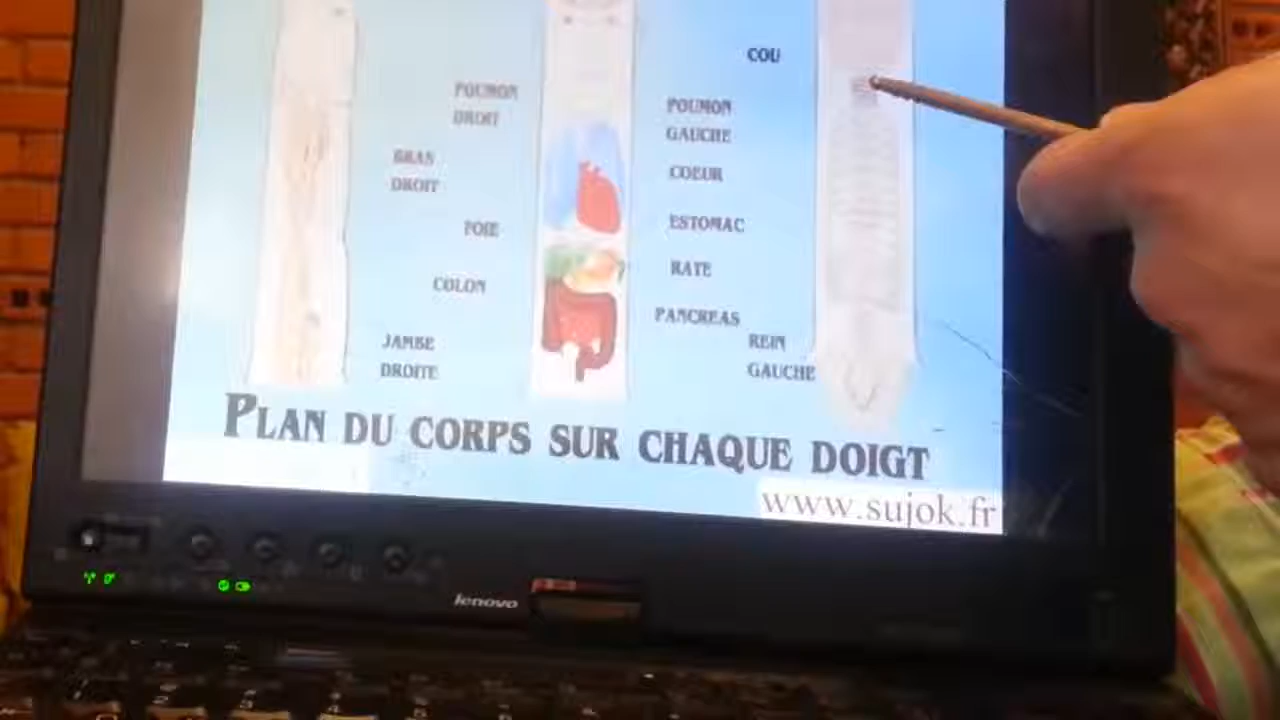 COU
POUMON
DROIT
POUMON
GAUCHE
BRAS
DROIT
COEUR
FOIE
ESTOMAC
RATE
COLON
PANCREAS
JAMBE
DROITE
REIN
GAUCHE
PLAN DU CORPS SUR CHAQUE DOIGT
www.sujok.fr
lenovo